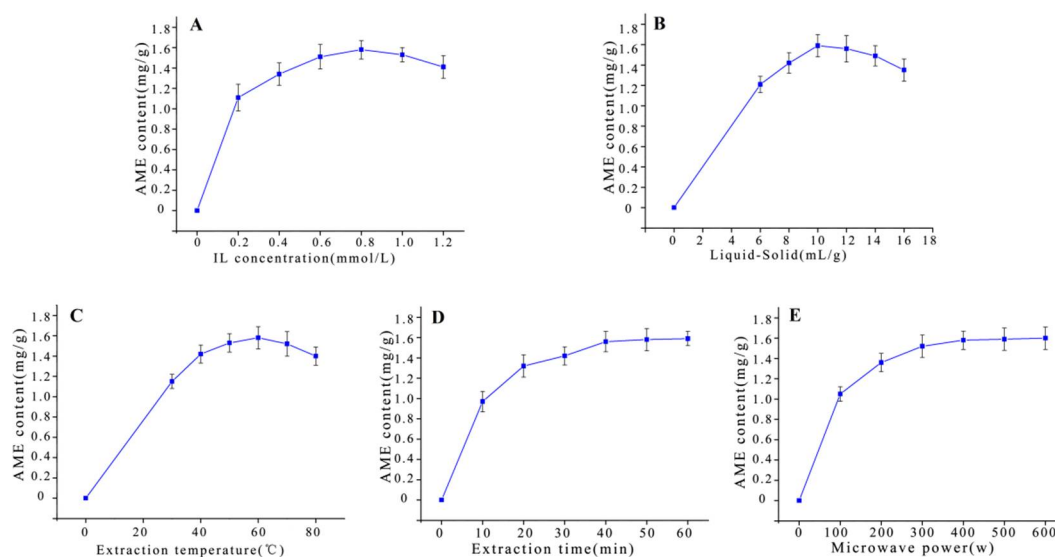 A
AME content(mg/g)
1.8
1.6
1.4
1.2
1.0
0.8
0.6
0.4
0.2
0
0 0.2 0.4 0.6 0.8 1.0 1.2
IL concentration(mmol/L)
B
AME content(mg/g)
1.8
1.6
1.4
1.2
1.0
0.8
0.6
0.4
0.2
0
0 2 4 6 8 10 12 14 16 18
Liquid-Solid(mL/g)
C
AME content(mg/g)
1.8
1.6
1.4
1.2
1.0
0.8
0.6
0.4
0.2
0
0 20 40 60 80
Extraction temperature(℃)
D
AME content(mg/g)
1.8
1.6
1.4
1.2
1.0
0.8
0.6
0.4
0.2
0
0 10 20 30 40 50 60
Extraction time(min)
E
AME content(mg/g)
1.8
1.6
1.4
1.2
1.0
0.8
0.6
0.4
0.2
0
0 100 200 300 400 500 600
Microwave power(w)